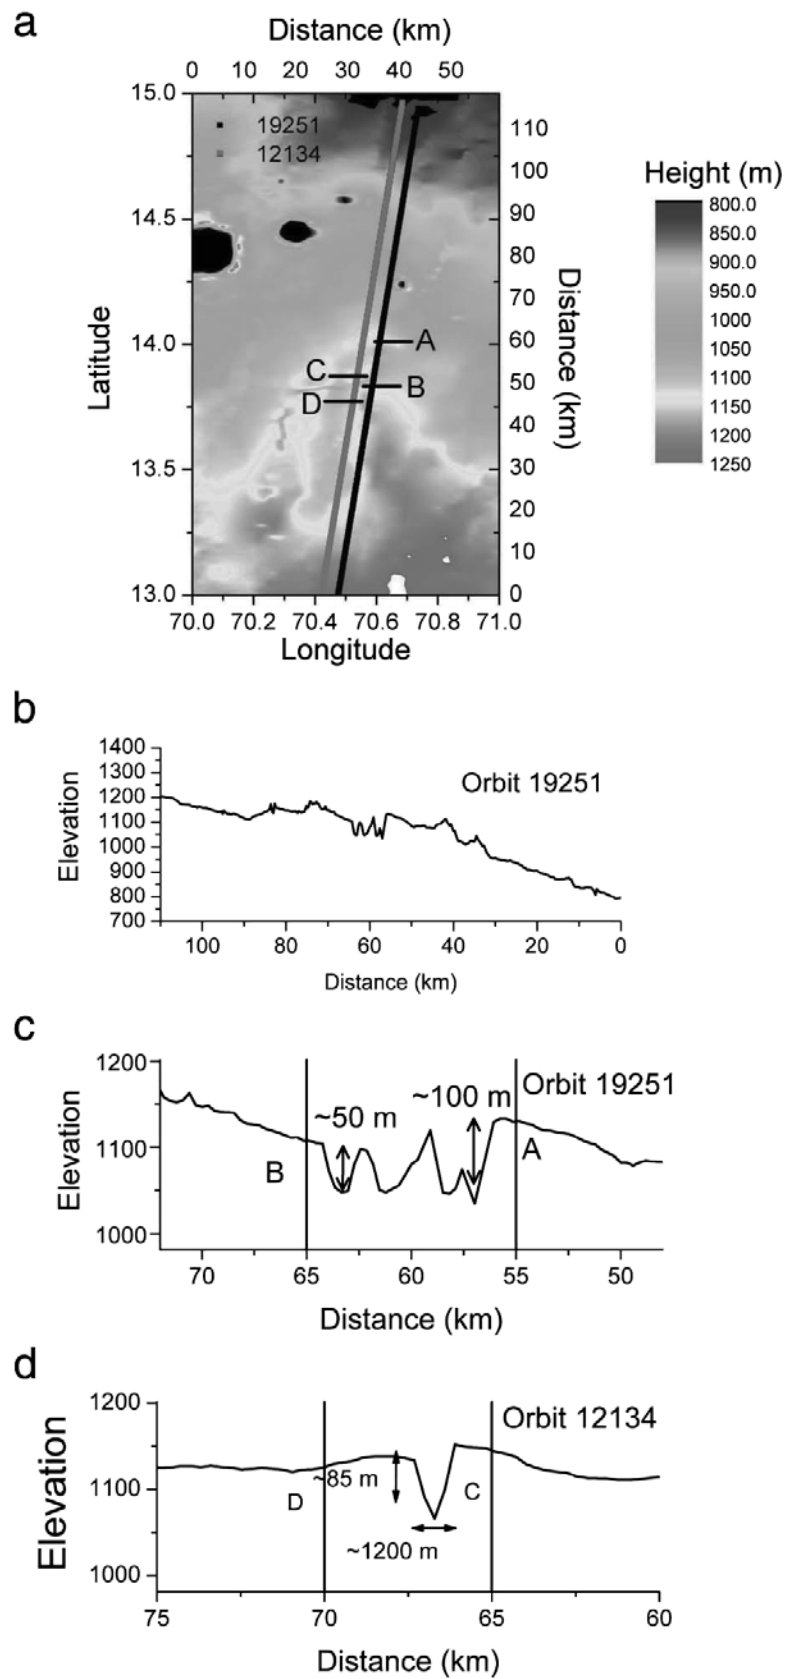 a
Distance (km)
0 10 20 30 40 50
15.0
14.5
14.0
13.5
13.0
Latitude
19251
12134
A
C
B
D
110
100
90
80
70
60
50
40
30
20
10
0
Distance (km)
70.0 70.2 70.4 70.6 70.8 71.0
Longitude
Height (m)
800.0
850.0
900.0
950.0
1000
1050
1100
1150
1200
1250
b
Elevation
1400
1300
1200
1100
1000
900
800
700
Orbit 19251
100 80 60 40 20 0
Distance (km)
c
Elevation
1200
1100
1000
Orbit 19251
~100 m
~50 m
B
A
70 65 60 55 50
Distance (km)
d
Elevation
1200
1100
1000
Orbit 12134
~85 m
D
C
~1200 m
75 70 65 60
Distance (km)